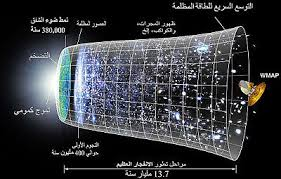 التوسع السريع للطاقة المظلمة
نمط ضوء الشفق
380,000 سنة
العصور المظلمة
ظهور المجرات،
والكواكب، إلخ
التضخم
WMAP
تموج كمومي
النجوم الأولى
حوالي 400 مليون سنة
مراحل تطور الانفجار العظيم
13.7 مليار سنة